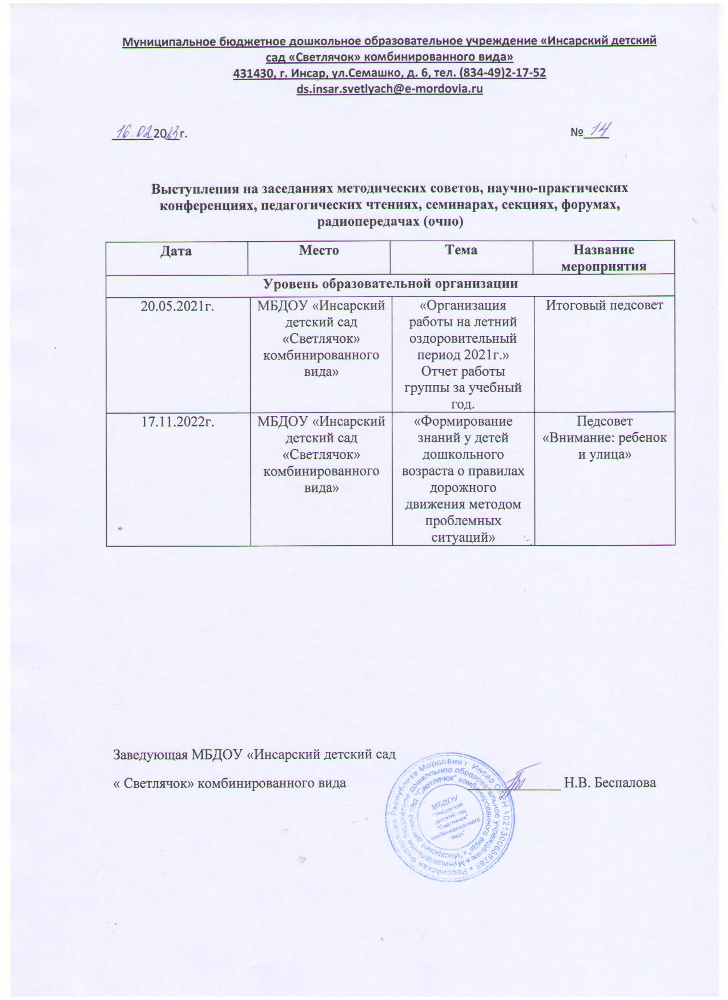 Муниципальное бюджетное дошкольное образовательное учреждение «Инсарский детский
сад «Светлячок» комбинированного вида»
431430, г. Инсар, ул.Семашко, д. 6, тел. (834-49)2-17-52
ds.insar.svetlyach@e-mordovia.ru
16.02 2023 г. № 14
Выступления на заседаниях методических советов, научно-практических
конференциях, педагогических чтениях, семинарах, секциях, форумах,
радиопередачах (очно)
Дата Место Тема Название
мероприятия
Уровень образовательной организации
20.05.2021г. МБДОУ «Инсарский «Организация Итоговый педсовет
детский сад работы на летний
«Светлячок» оздоровительный
комбинированного период 2021г.»
вида» Отчет работы
группы за учебный
год.
17.11.2022г. МБДОУ «Инсарский «Формирование Педсовет
детский сад знаний у детей «Внимание: ребенок
«Светлячок» дошкольного и улица»
комбинированного возраста о правилах
вида» дорожного
движения методом
проблемных
ситуаций»
Заведующая МБДОУ «Инсарский детский сад
« Светлячок» комбинированного вида Н.В. Беспалова
Российская Федерация Республика Мордовия г Инсар ОГРН
Муниципальное бюджетное дошкольное образовательное учреждение
"Инсарский детский сад "Светлячок" комбинированного вида"
МБДОУ
"Инсарский
детский сад
"Светлячок"
комбинированного
вида"